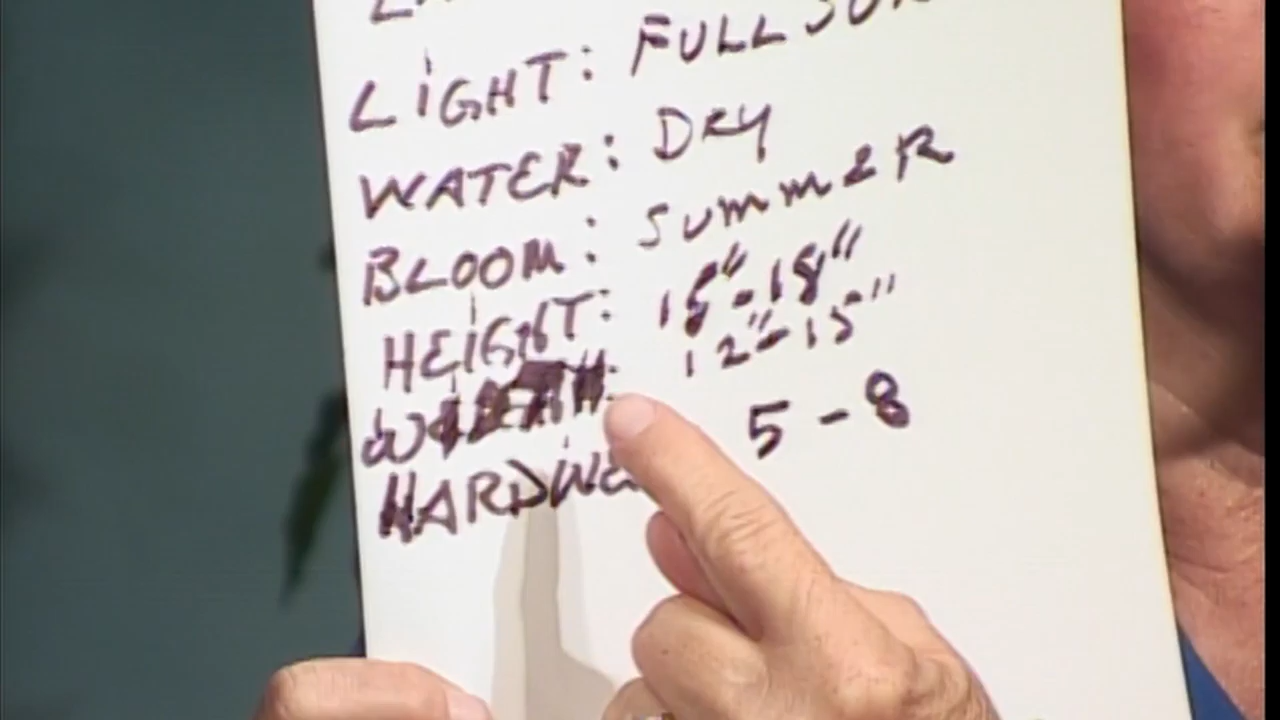 LIGHT: FULL SUN
WATER: DRY
BLOOM: SUMMER
HEIGHT: 15"-18"
12"-15"
5-8